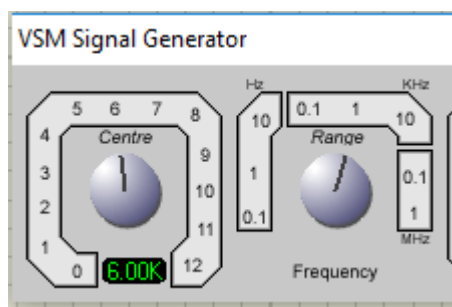 VSM Signal Generator
Hz
KHz
5 6 7 8
0.1 1 10
10
4
Centre
Range
3
9
1
0.1
2
10
0.1
1
1
11
MHz
0 6.00K 12
Frequency